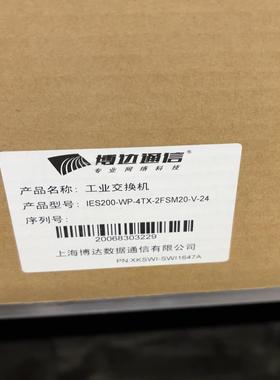 博达通信
专业网络科技
产品名称: 工业交换机
产品型号: IES200-WP-4TX-2FSM20-V-24
序列号:
20068303229
上海博达数据通信有限公司
PN:XKSWI-SWI1647A